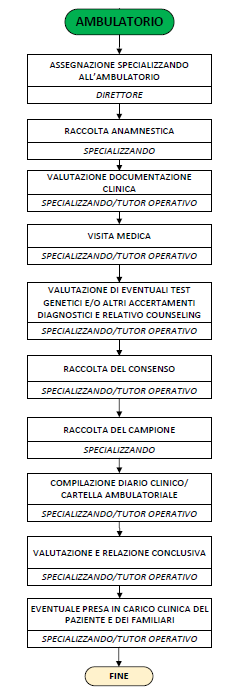 AMBULATORIO
ASSEGNAZIONE SPECIALIZZANDO
ALL'AMBULATORIO
DIRETTORE
RACCOLTA ANAMNESTICA
SPECIALIZZANDO
VALUTAZIONE DOCUMENTAZIONE
CLINICA
SPECIALIZZANDO/TUTOR OPERATIVO
VISITA MEDICA
SPECIALIZZANDO/TUTOR OPERATIVO
VALUTAZIONE DI EVENTUALI TEST
GENETICI E/O ALTRI ACCERTAMENTI
DIAGNOSTICI E RELATIVO COUNSELING
SPECIALIZZANDO/TUTOR OPERATIVO
RACCOLTA DEL CONSENSO
SPECIALIZZANDO/TUTOR OPERATIVO
RACCOLTA DEL CAMPIONE
SPECIALIZZANDO
COMPILAZIONE DIARIO CLINICO/
CARTELLA AMBULATORIALE
SPECIALIZZANDO/TUTOR OPERATIVO
VALUTAZIONE E RELAZIONE CONCLUSIVA
SPECIALIZZANDO/TUTOR OPERATIVO
EVENTUALE PRESA IN CARICO CLINICA DEL
PAZIENTE E DEI FAMILIARI
SPECIALIZZANDO/TUTOR OPERATIVO
FINE